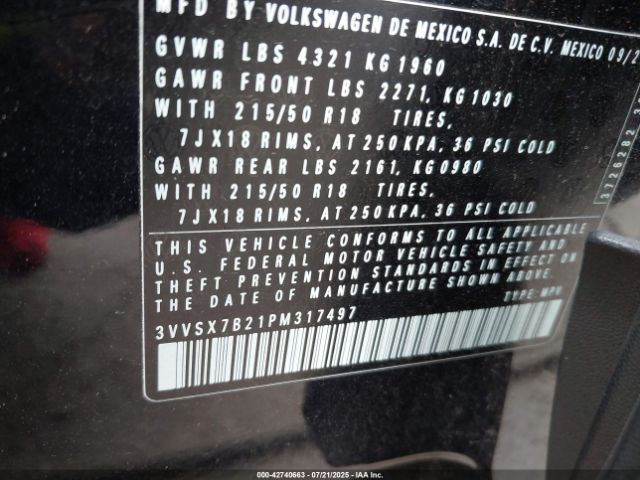 MFD BY VOLKSWAGEN DE MEXICO S.A. DE C.V. MEXICO 09/2
GVWR LBS 4321 KG 1960
GAWR FRONT LBS 2271, KG 1030
WITH 215/50 R18 TIRES,
7JX18 RIMS, AT 250 KPA, 36 PSI COLD
GAWR REAR LBS 2161, KG0980
WITH 215/50 R18 TIRES,
7JX18 RIMS, AT 250 KPA, 36 PSI COLD
THIS VEHICLE CONFORMS TO ALL APPLICABLE
U.S. FEDERAL MOTOR VEHICLE SAFETY AND
THEFT PREVENTION STANDARDS IN EFFECT ON
THE DATE OF MANUFACTURE SHOWN ABOVE.
3VVSX7B21PM317497 TYPE: MPV
3726282
000-42740663 - 07/21/2025 - IAAI.COM